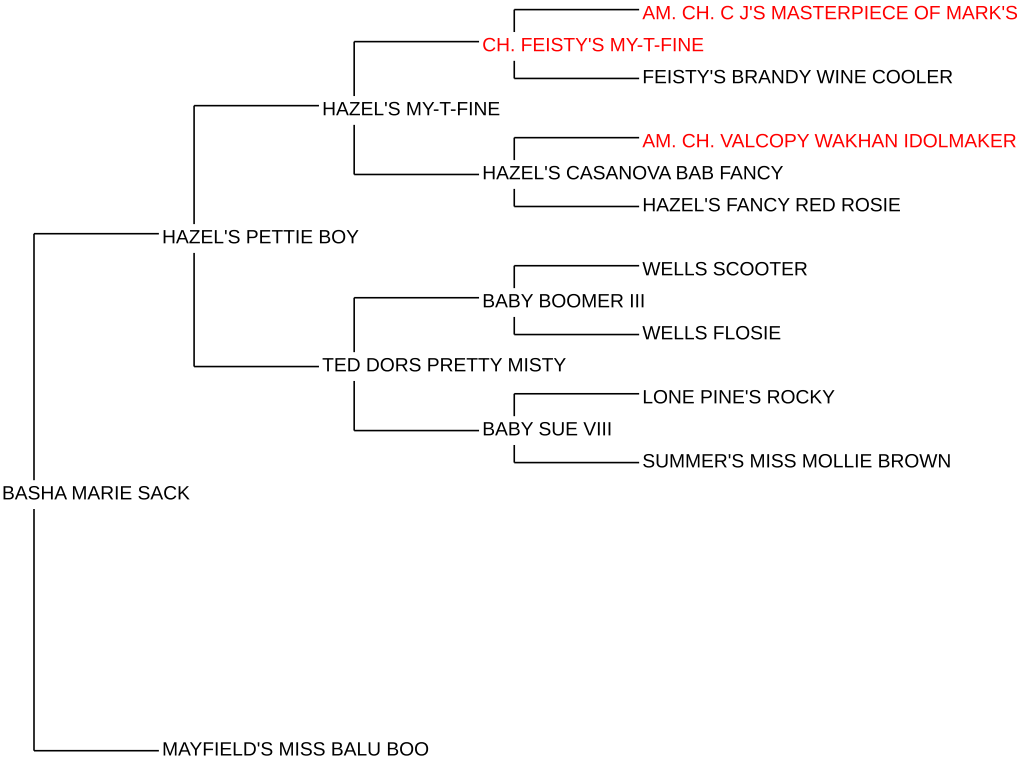 AM. CH. C J'S MASTERPIECE OF MARK'S
CH. FEISTY'S MY-T-FINE
FEISTY'S BRANDY WINE COOLER
HAZEL'S MY-T-FINE
AM. CH. VALCOPY WAKHAN IDOLMAKER
HAZEL'S CASANOVA BAB FANCY
HAZEL'S FANCY RED ROSIE
HAZEL'S PETTIE BOY
WELLS SCOOTER
BABY BOOMER III
WELLS FLOSIE
TED DORS PRETTY MISTY
LONE PINE'S ROCKY
BABY SUE VIII
SUMMER'S MISS MOLLIE BROWN
BASHA MARIE SACK
MAYFIELD'S MISS BALU BOO